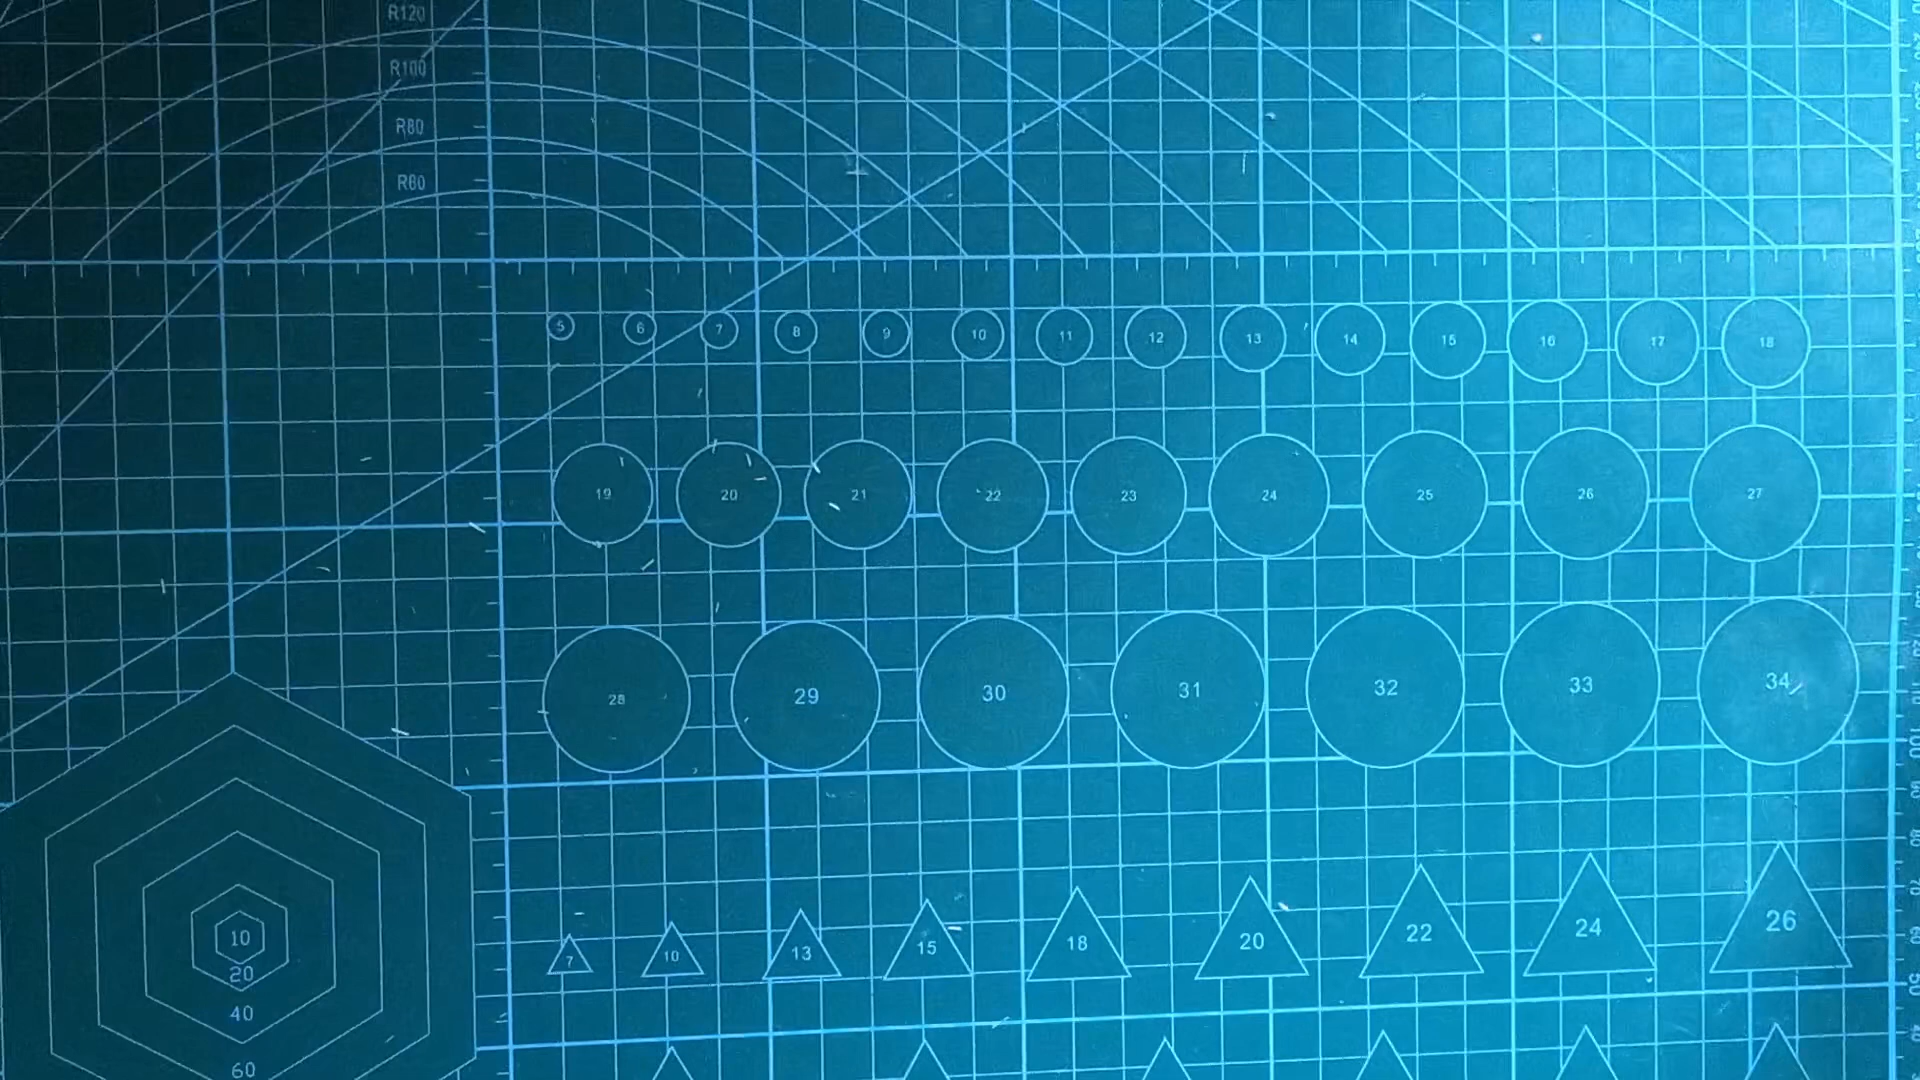 R120
R100
R80
R60
5 6 7 8 9 10 11 12 13 14 15 16 17 18
19 20 21 22 23 24 25 26 27
28 29 30 31 32 33 34
7 10 13 15 18 20 22 24 26
10
20
40
60